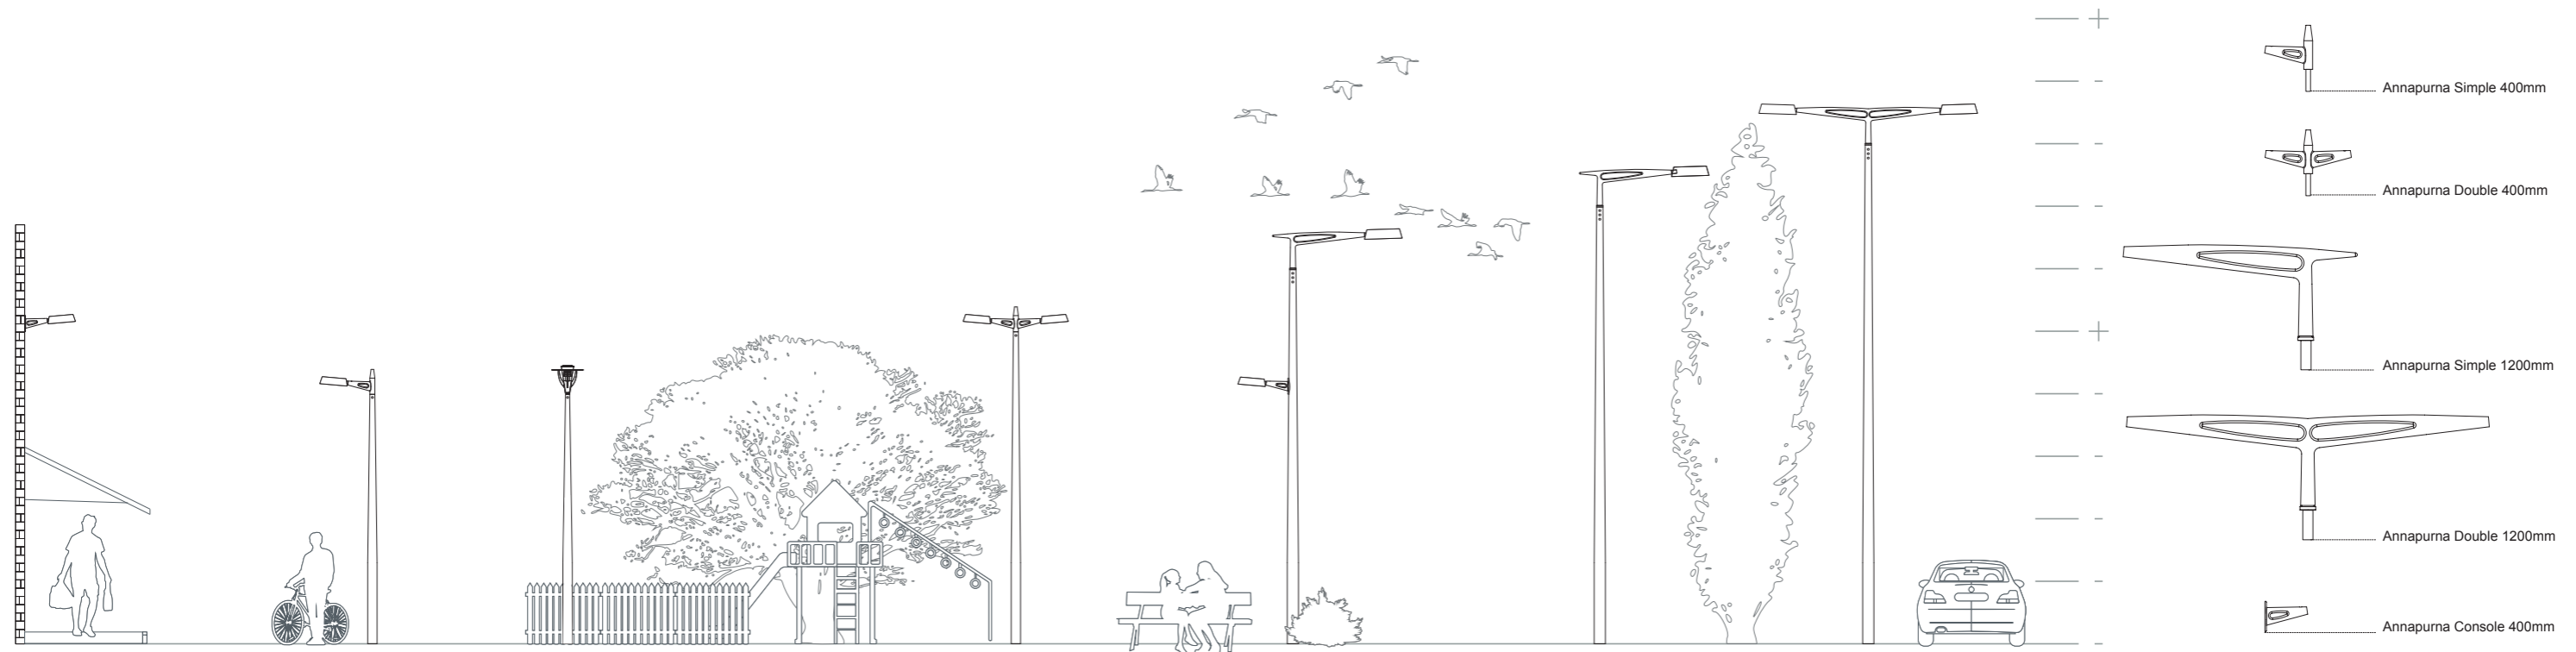 Annapurna Simple 400mm
Annapurna Double 400mm
Annapurna Simple 1200mm
Annapurna Double 1200mm
Annapurna Console 400mm